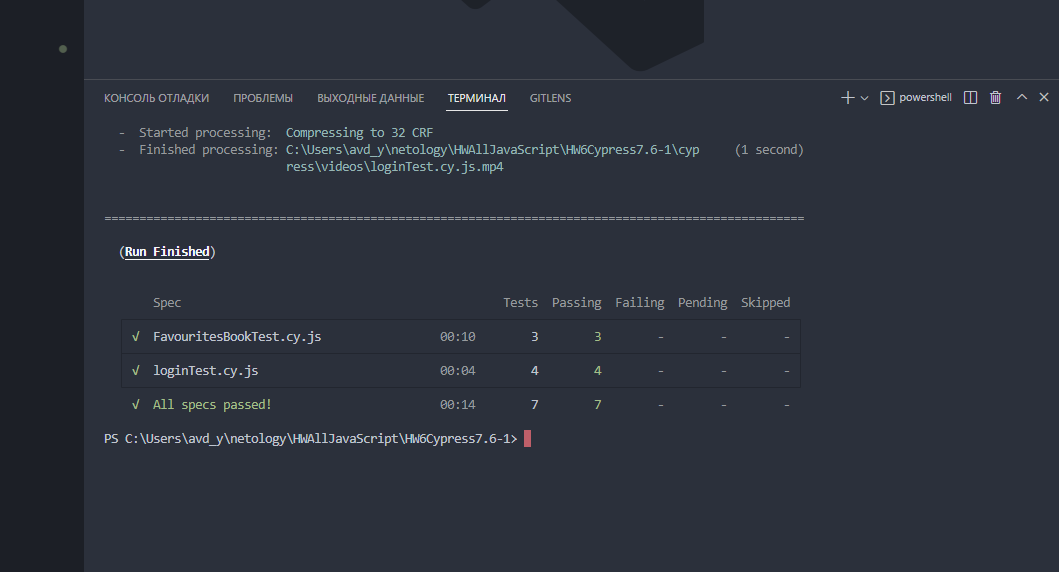 КОНСОЛЬ ОТЛАДКИ ПРОБЛЕМЫ ВЫХОДНЫЕ ДАННЫЕ ТЕРМИНАЛ GITLENS powershell
- Started processing: Compressing to 32 CRF
- Finished processing: C:\Users\avd_y\netology\HWAllJavaScript\HW6Cypress7.6-1\cyp (1 second)
ress\videos\loginTest.cy.js.mp4
====================================================================================================
(Run Finished)
Spec Tests Passing Failing Pending Skipped
√ FavouritesBookTest.cy.js 00:10 3 3 - - -
√ loginTest.cy.js 00:04 4 4 - - -
√ All specs passed! 00:14 7 7 - - -
PS C:\Users\avd_y\netology\HWAllJavaScript\HW6Cypress7.6-1>